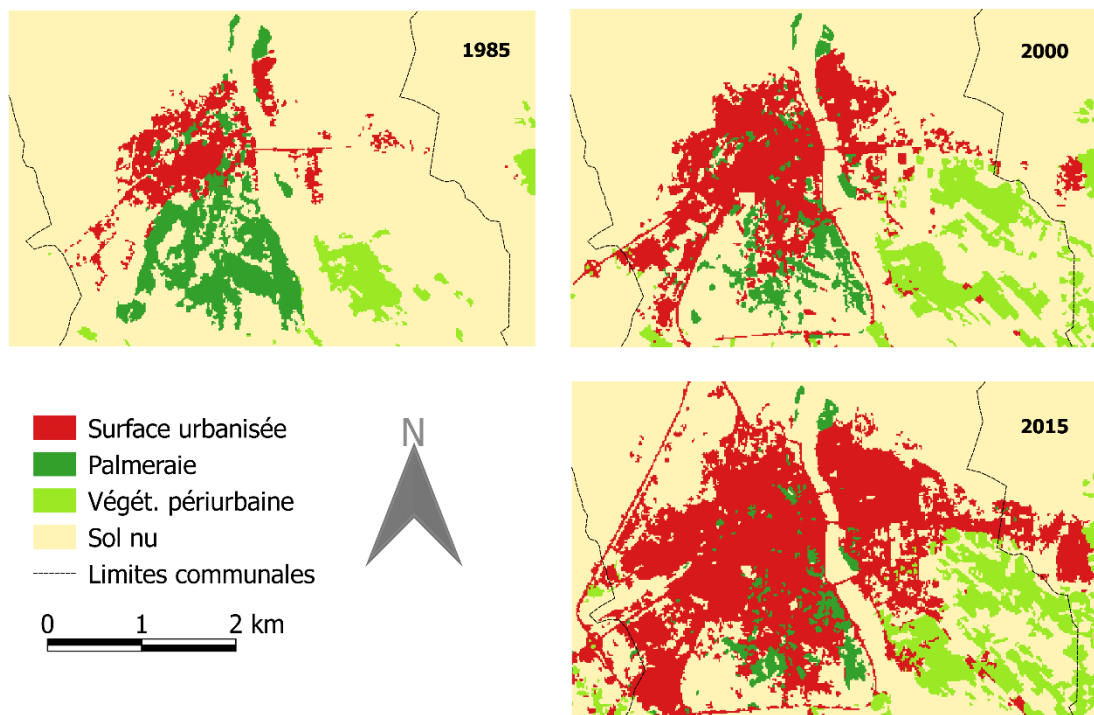 1985
2000
Surface urbanisée
Palmeraie
Végét. périurbaine
Sol nu
Limites communales
0 1 2 km
N
2015